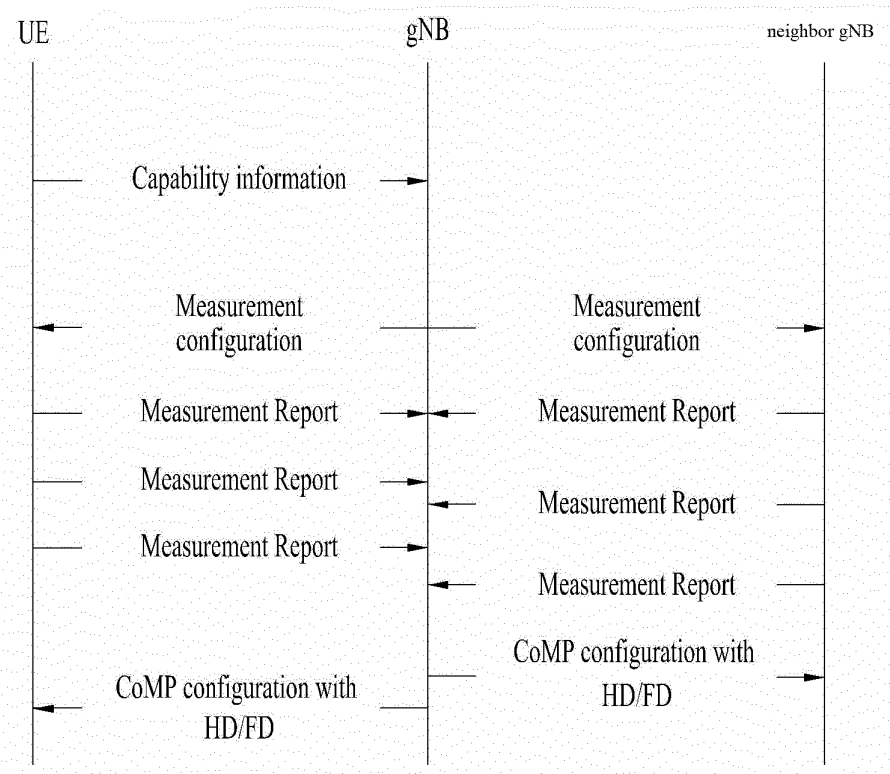 UE
gNB
neighbor gNB
Capability information
Measurement
configuration
Measurement
configuration
Measurement Report
Measurement Report
Measurement Report
Measurement Report
Measurement Report
Measurement Report
CoMP configuration with
HD/FD
CoMP configuration with
HD/FD